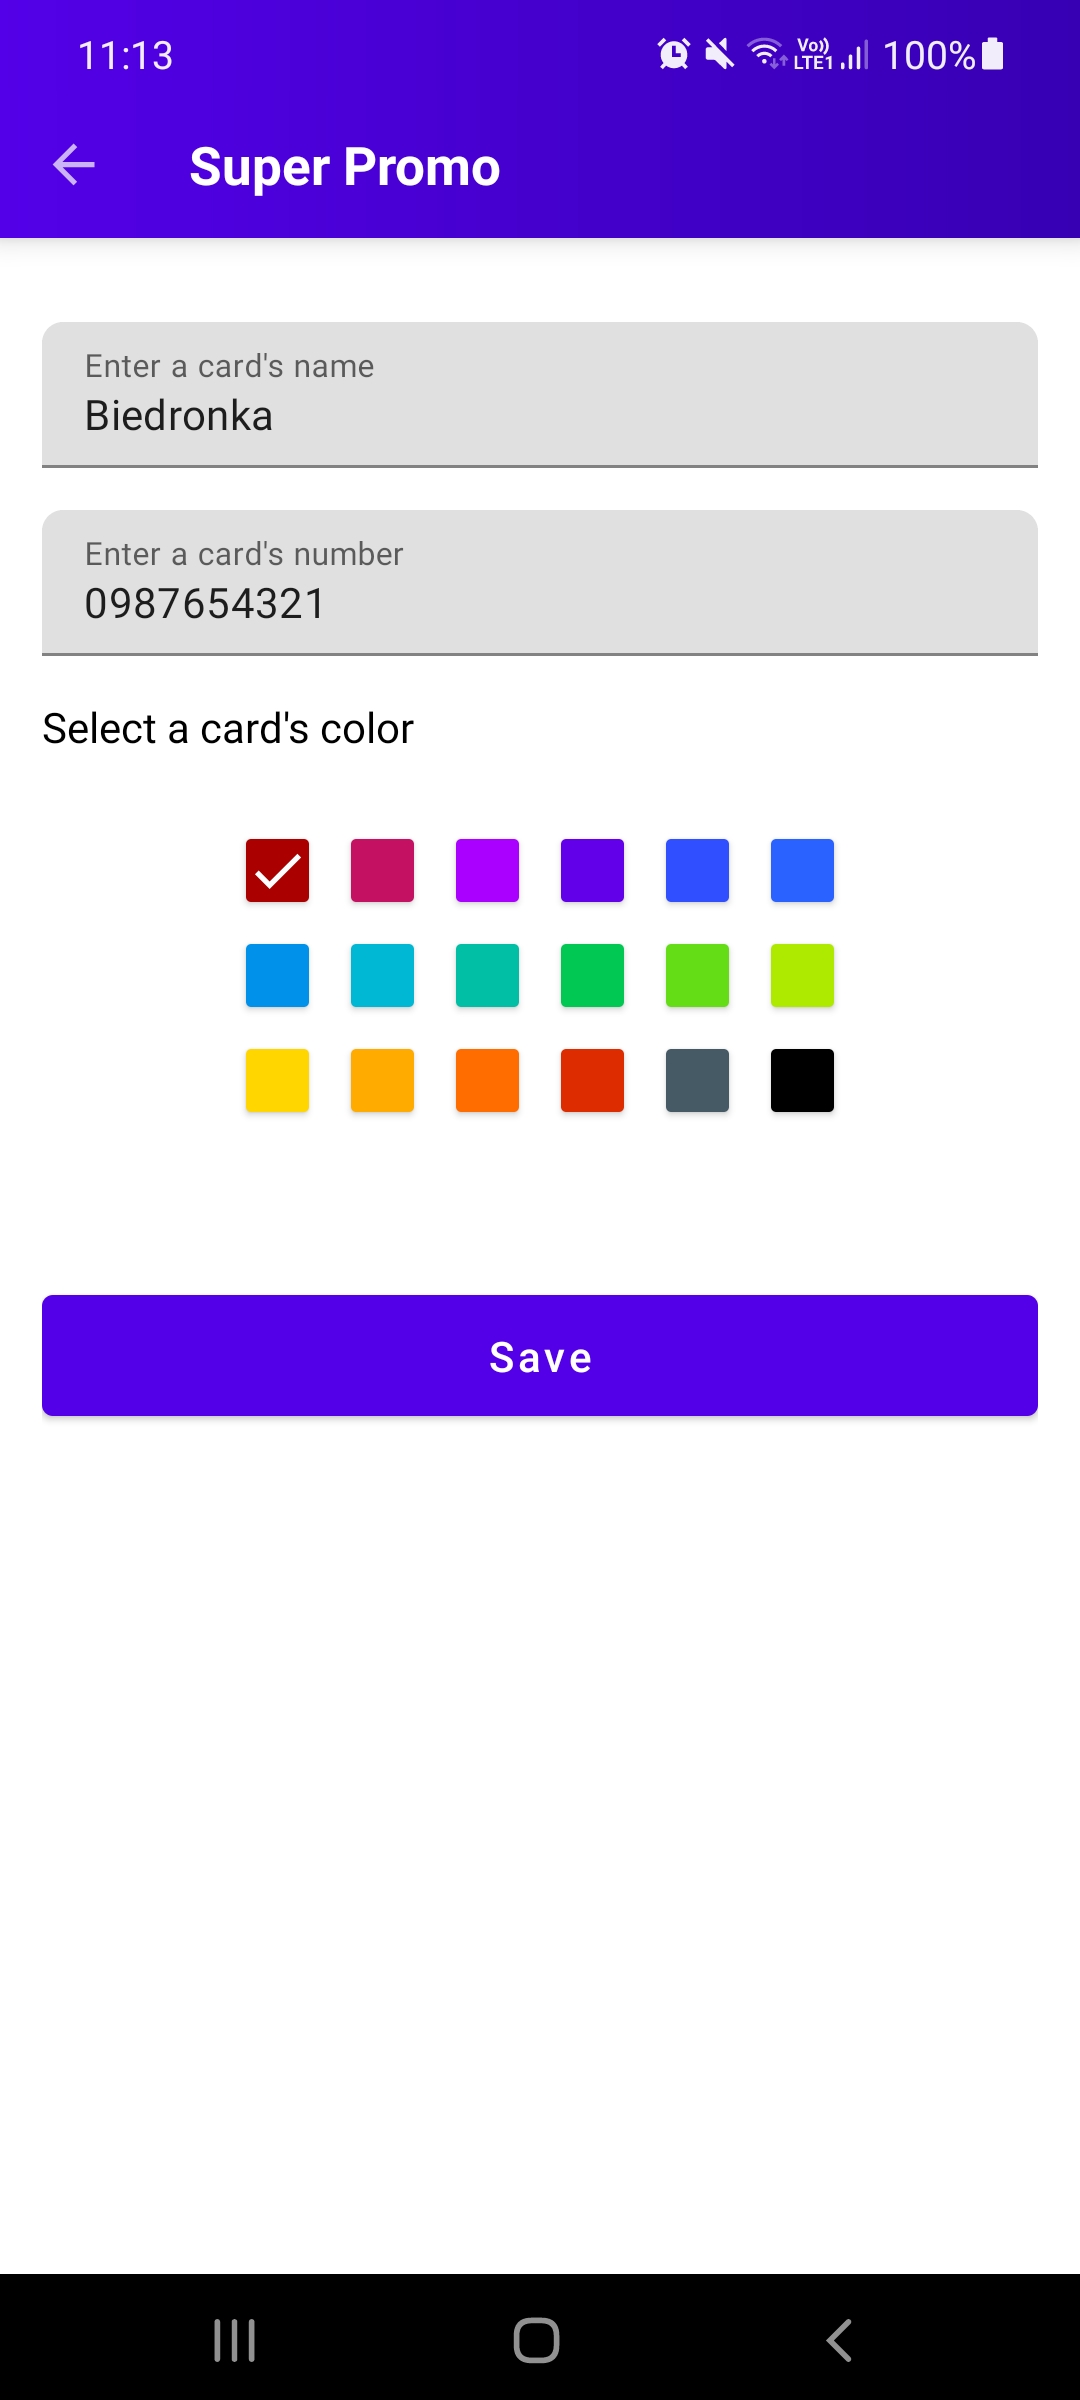 11:13 Vo)) LTE1 100%
Super Promo
Enter a card's name
Biedronka
Enter a card's number
0987654321
Select a card's color
Save